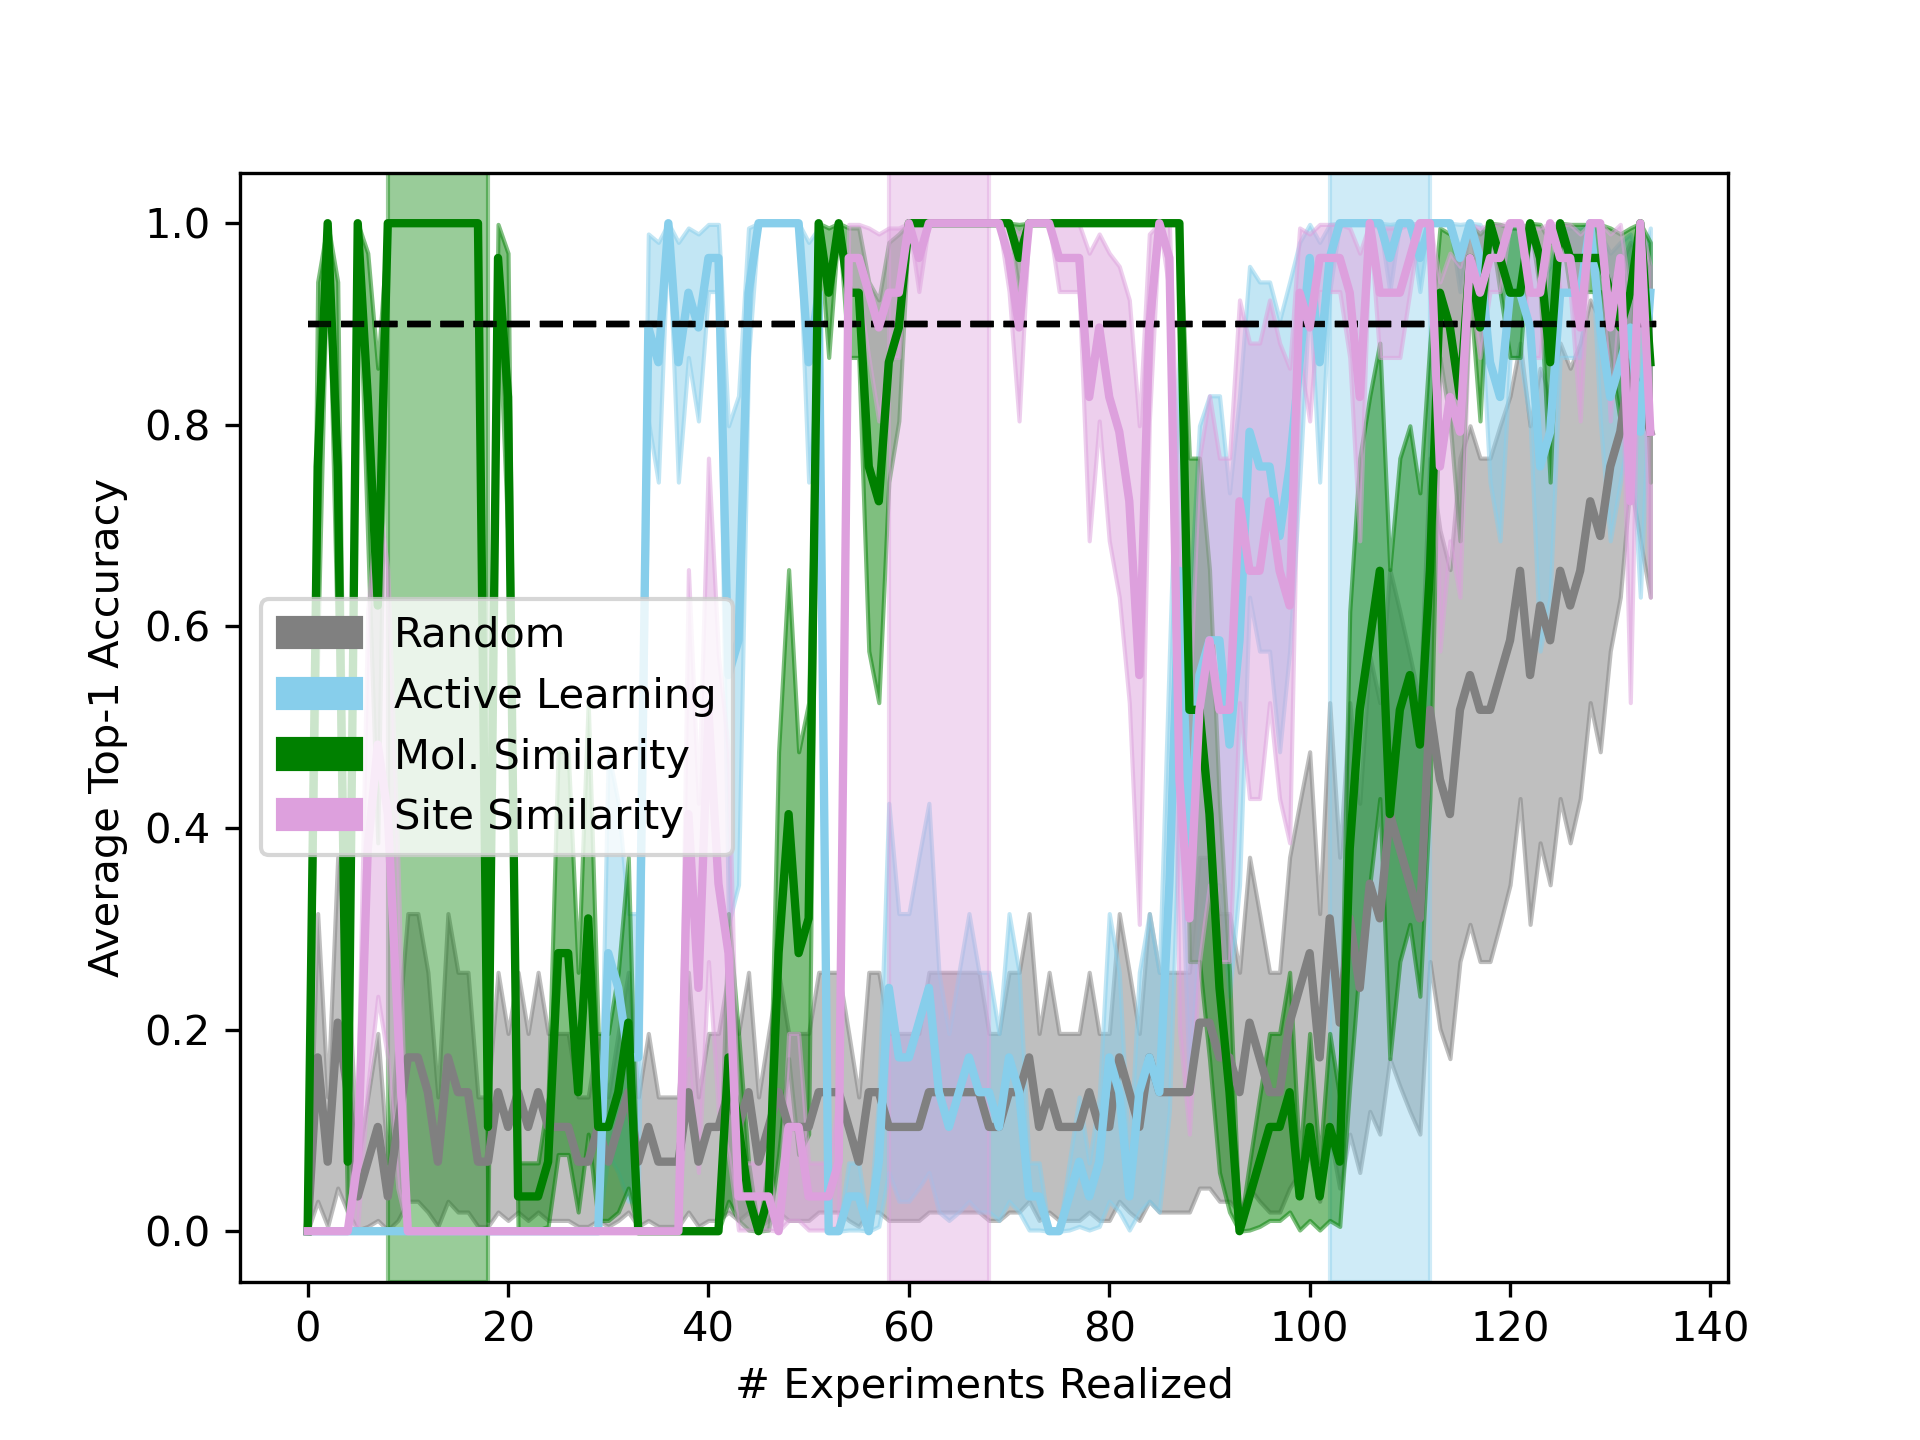 1.0
0.8
0.6
0.4
0.2
0.0
Average Top-1 Accuracy
Random
Active Learning
Mol. Similarity
Site Similarity
0 20 40 60 80 100 120 140
# Experiments Realized